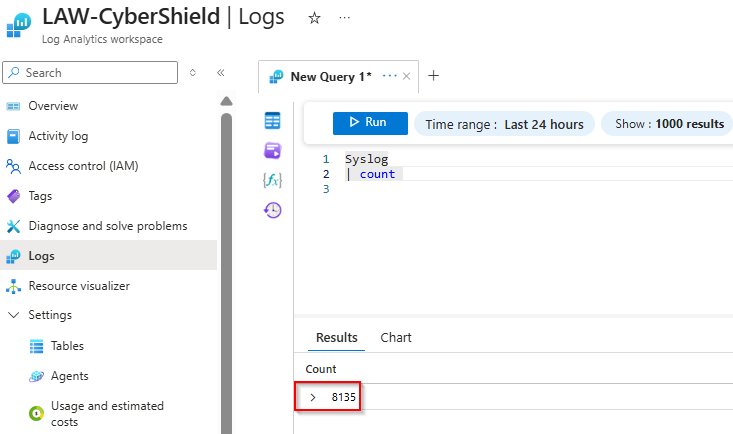 LAW-CyberShield | Logs
Log Analytics workspace
Search
Overview
Activity log
Access control (IAM)
Tags
Diagnose and solve problems
Logs
Resource visualizer
Settings
Tables
Agents
Usage and estimated
costs
New Query 1*
Run
Time range : Last 24 hours
Show : 1000 results
1 Syslog
2 | count
3
Results
Chart
Count
8135